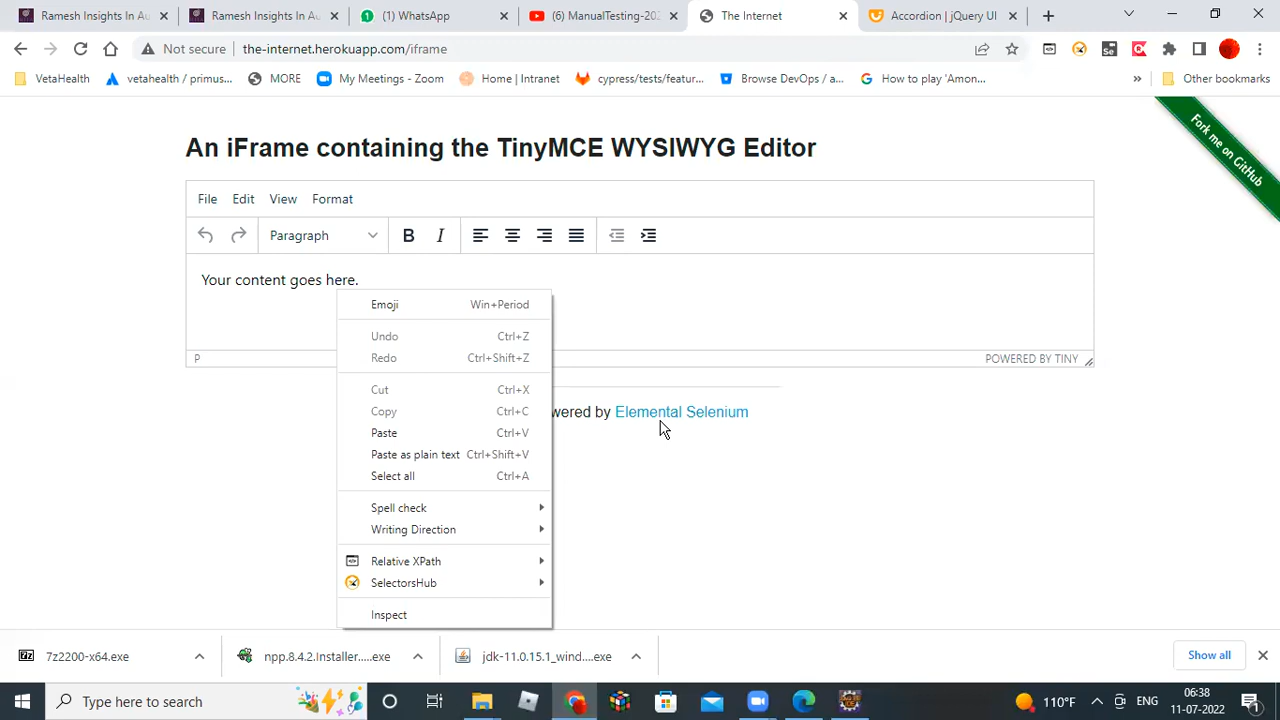 Ramesh Insights In Au
Ramesh Insights In Au
(1) WhatsApp
(6) ManualTesting-202
The Internet
Accordion | jQuery UI
Not secure
the-internet.herokuapp.com/iframe
VetaHealth
vetahealth / primus...
MORE
My Meetings - Zoom
Home | Intranet
cypress/tests/featur...
Browse DevOps / a...
How to play 'Amon...
»
Other bookmarks
Fork me on GitHub
An iFrame containing the TinyMCE WYSIWYG Editor
File Edit View Format
Paragraph B I
Your content goes here.
P
POWERED BY TINY
Emoji Win+Period
Undo Ctrl+Z
Redo Ctrl+Shift+Z
Cut Ctrl+X
Copy Ctrl+C
Paste Ctrl+V
Paste as plain text Ctrl+Shift+V
Select all Ctrl+A
Spell check
Writing Direction
Relative XPath
SelectorsHub
Inspect
wered by Elemental Selenium
7z2200-x64.exe
npp.8.4.2.Installer.....exe
jdk-11.0.15.1_wind....exe
Show all
Type here to search
110°F
ENG
06:38
11-07-2022